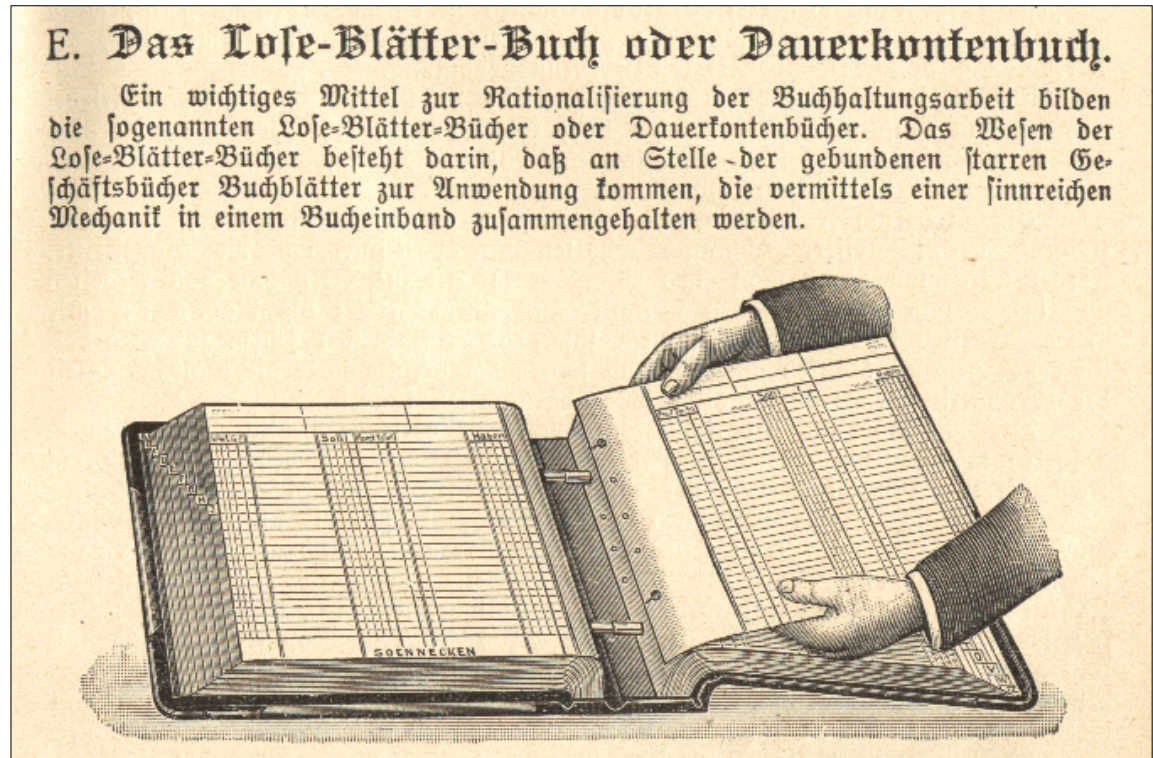 E. Das Lose-Blätter-Buch oder Dauerkontenbuch.
Ein wichtiges Mittel zur Rationalisierung der Buchhaltungsarbeit bilden
die sogenannten Lose-Blätter-Bücher oder Dauerkontenbücher. Das Wesen der
Lose-Blätter-Bücher besteht darin, daß an Stelle der gebundenen starren Ge-
schäftsbücher Buchblätter zur Anwendung kommen, die vermittels einer sinnreichen
Mechanik in einem Bucheinband zusammengehalten werden.
Soll
Haben
SOENNECKEN